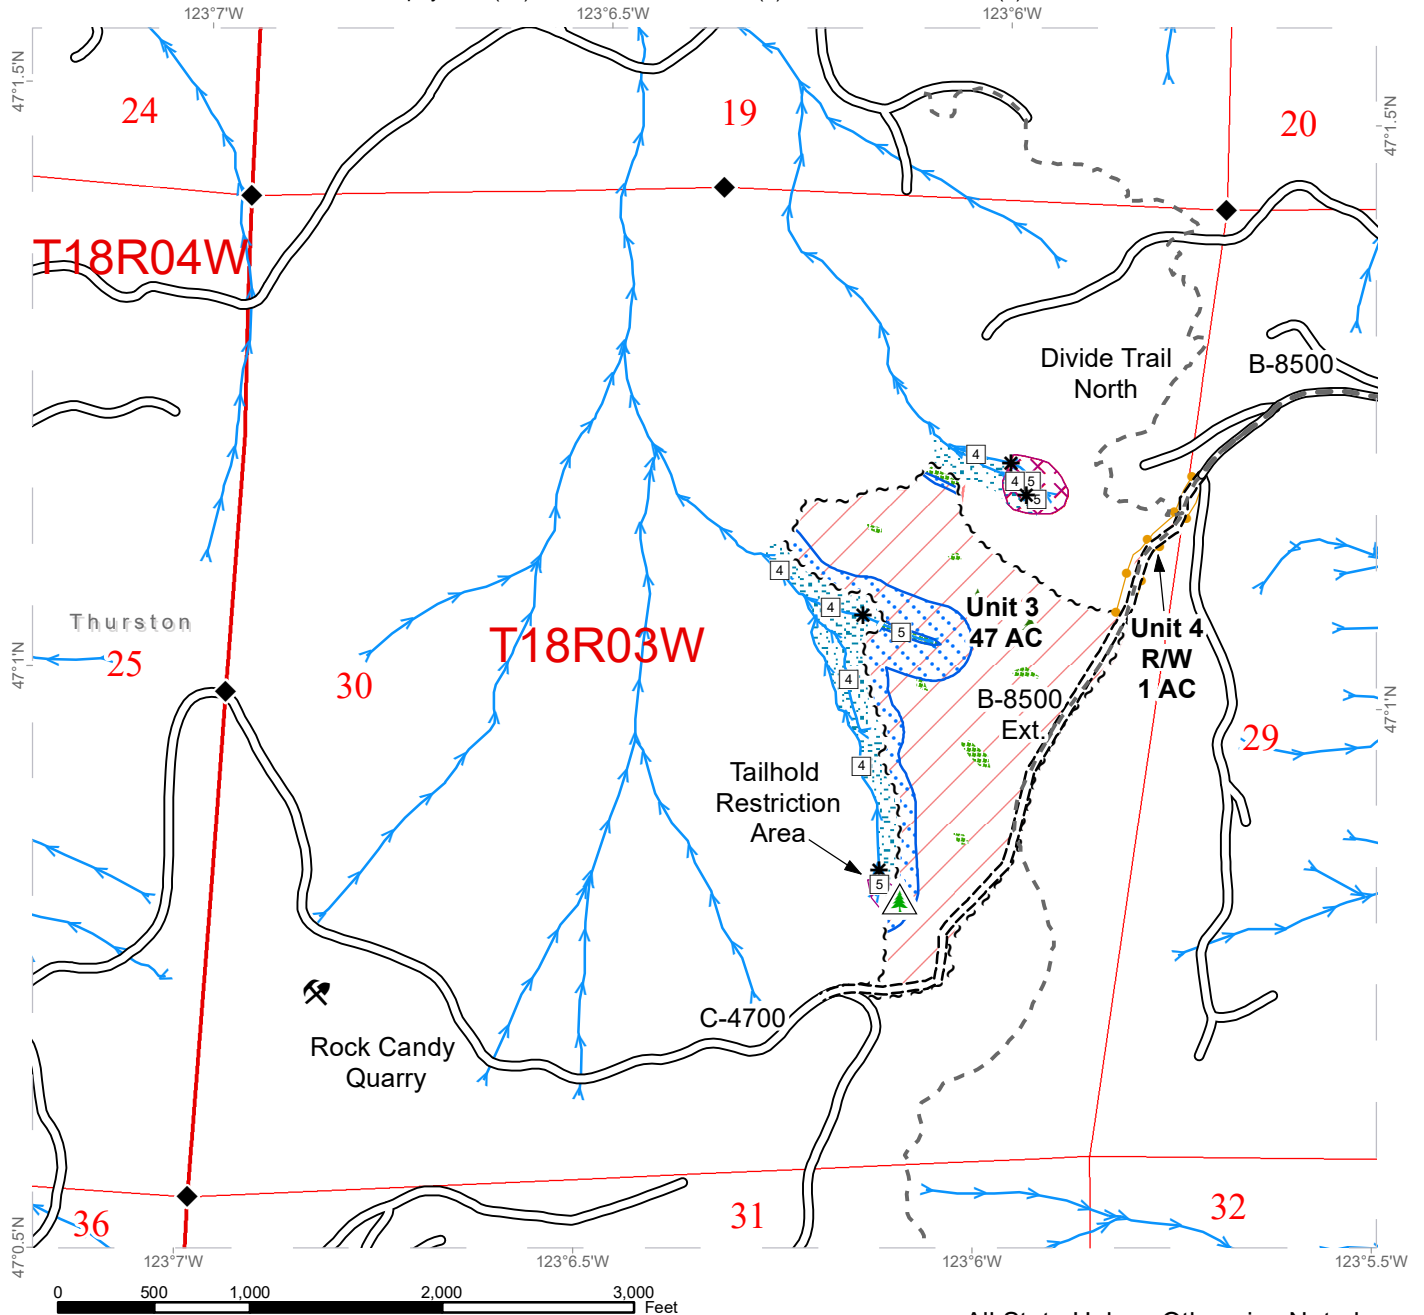 123°7'W
123°6.5'W
123°6'W
47°1.5'N
47°1.5'N
24
19
20
T18R04W
Divide Trail
North
B-8500
4
4
5
5
4
4
5
4
4
5
Unit 3
47 AC
Thurston
25
30
T18R03W
47°1'N
47°1'N
Unit 4
R/W
1 AC
B-8500
Ext.
29
Tailhold
Restriction
Area
C-4700
Rock Candy
Quarry
36
31
32
47°0.5'N
123°7'W
123°6.5'W
123°6'W
123°5.5'W
0
500
1,000
2,000
3,000
Feet